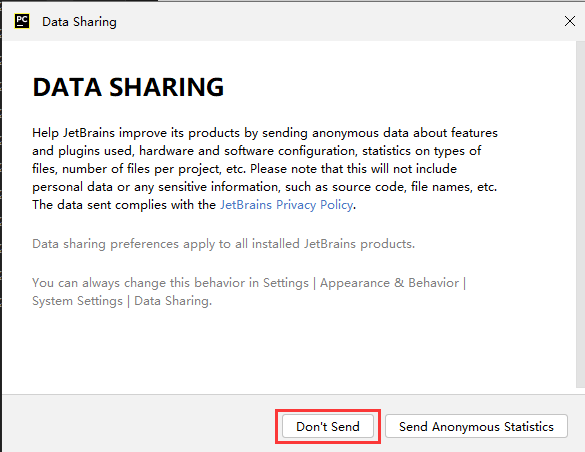 PC Data Sharing
DATA SHARING
Help JetBrains improve its products by sending anonymous data about features
and plugins used, hardware and software configuration, statistics on types of
files, number of files per project, etc. Please note that this will not include
personal data or any sensitive information, such as source code, file names, etc.
The data sent complies with the JetBrains Privacy Policy.
Data sharing preferences apply to all installed JetBrains products.
You can always change this behavior in Settings | Appearance & Behavior |
System Settings | Data Sharing.
Don't Send Send Anonymous Statistics